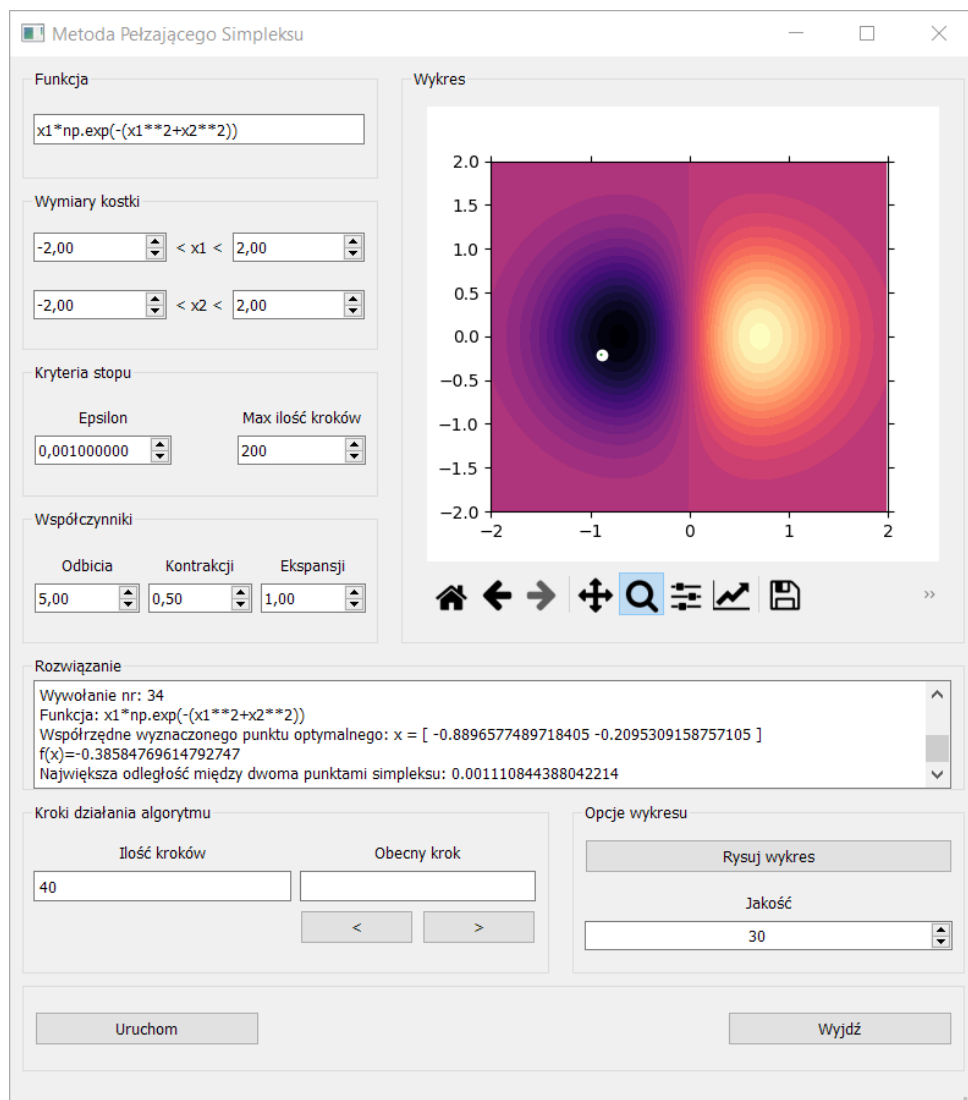 Metoda Pełzającego Simpleksu
Funkcja
x1*np.exp(-(x1**2+x2**2))
Wymiary kostki
-2,00 < x1 < 2,00
-2,00 < x2 < 2,00
Kryteria stopu
Epsilon Max ilość kroków
0,001000000 200
Współczynniki
Odbicia Kontrakcji Ekspansji
5,00 0,50 1,00
Wykres
2.0
1.5
1.0
0.5
0.0
−0.5
−1.0
−1.5
−2.0
−2 −1 0 1 2
»
Rozwiązanie
Wywołanie nr: 34
Funkcja: x1*np.exp(-(x1**2+x2**2))
Współrzędne wyznaczonego punktu optymalnego: x = [ -0.8896577489718405 -0.2095309158757105 ]
f(x)=-0.38584769614792747
Największa odległość między dwoma punktami simpleksu: 0.001110844388042214
Kroki działania algorytmu
Ilość kroków Obecny krok
40
< >
Opcje wykresu
Rysuj wykres
Jakość
30
Uruchom Wyjdź